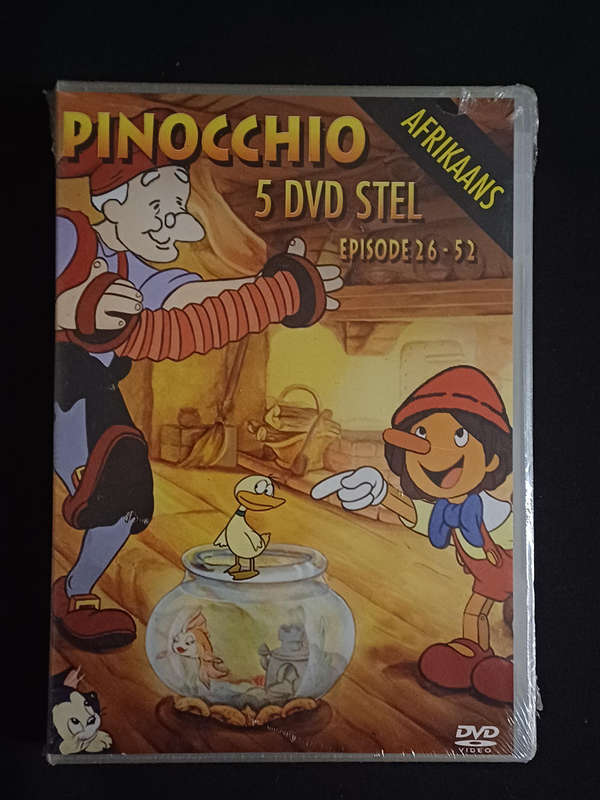 PINOCCHIO
AFRIKAANS
5 DVD STEL
EPISODE 26 - 52
DVD
VIDEO